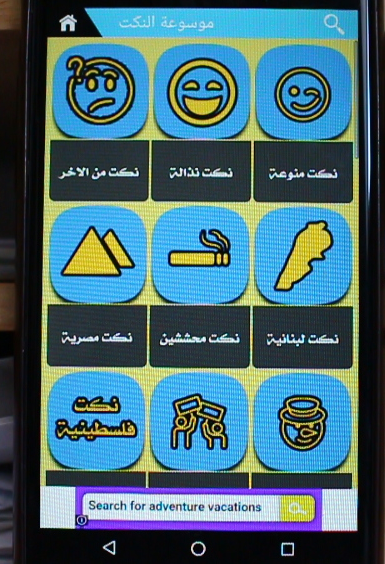 موسوعة النكت
نكت منوعة
نكت نذالة
نكت من الاخر
نكت لبنانية
نكت محششين
نكت مصرية
نكت
فلسطينية
Search for adventure vacations